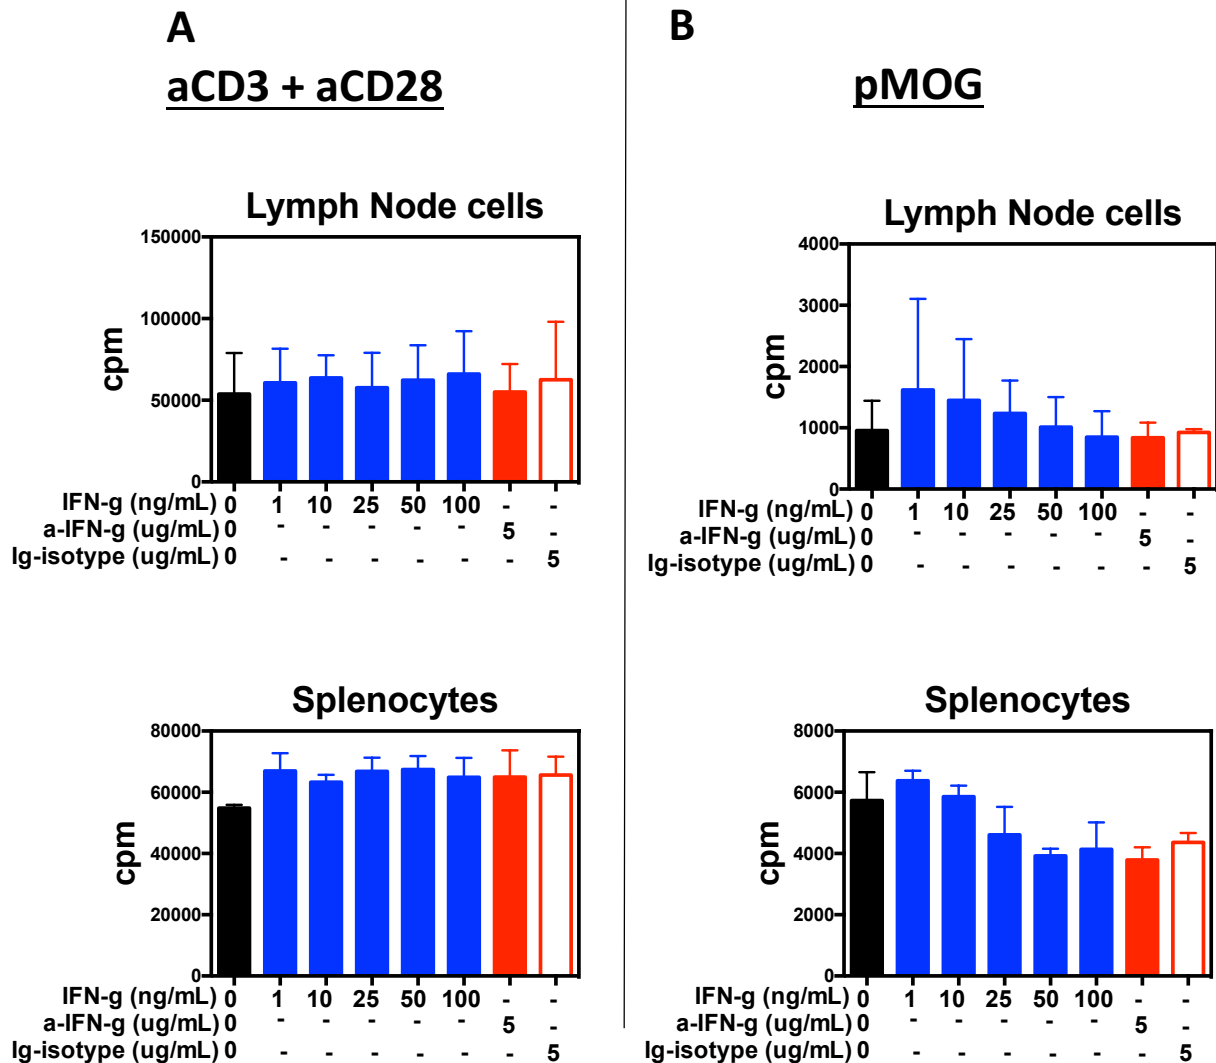 A
aCD3 + aCD28
Lymph Node cells
150000
100000
50000
0
cpm
IFN-g (ng/mL) 0 1 10 25 50 100 - -
a-IFN-g (ug/mL) 0 - - - - - 5 -
Ig-isotype (ug/mL) 0 - - - - - - 5
Splenocytes
80000
60000
40000
20000
0
cpm
IFN-g (ng/mL) 0 1 10 25 50 100 - -
a-IFN-g (ug/mL) 0 - - - - - 5 -
Ig-isotype (ug/mL) 0 - - - - - - 5
B
pMOG
Lymph Node cells
4000
3000
2000
1000
0
cpm
IFN-g (ng/mL) 0 1 10 25 50 100 - -
a-IFN-g (ug/mL) 0 - - - - - 5 -
Ig-isotype (ug/mL) 0 - - - - - - 5
Splenocytes
8000
6000
4000
2000
0
cpm
IFN-g (ng/mL) 0 1 10 25 50 100 - -
a-IFN-g (ug/mL) 0 - - - - - 5 -
Ig-isotype (ug/mL) 0 - - - - - - 5